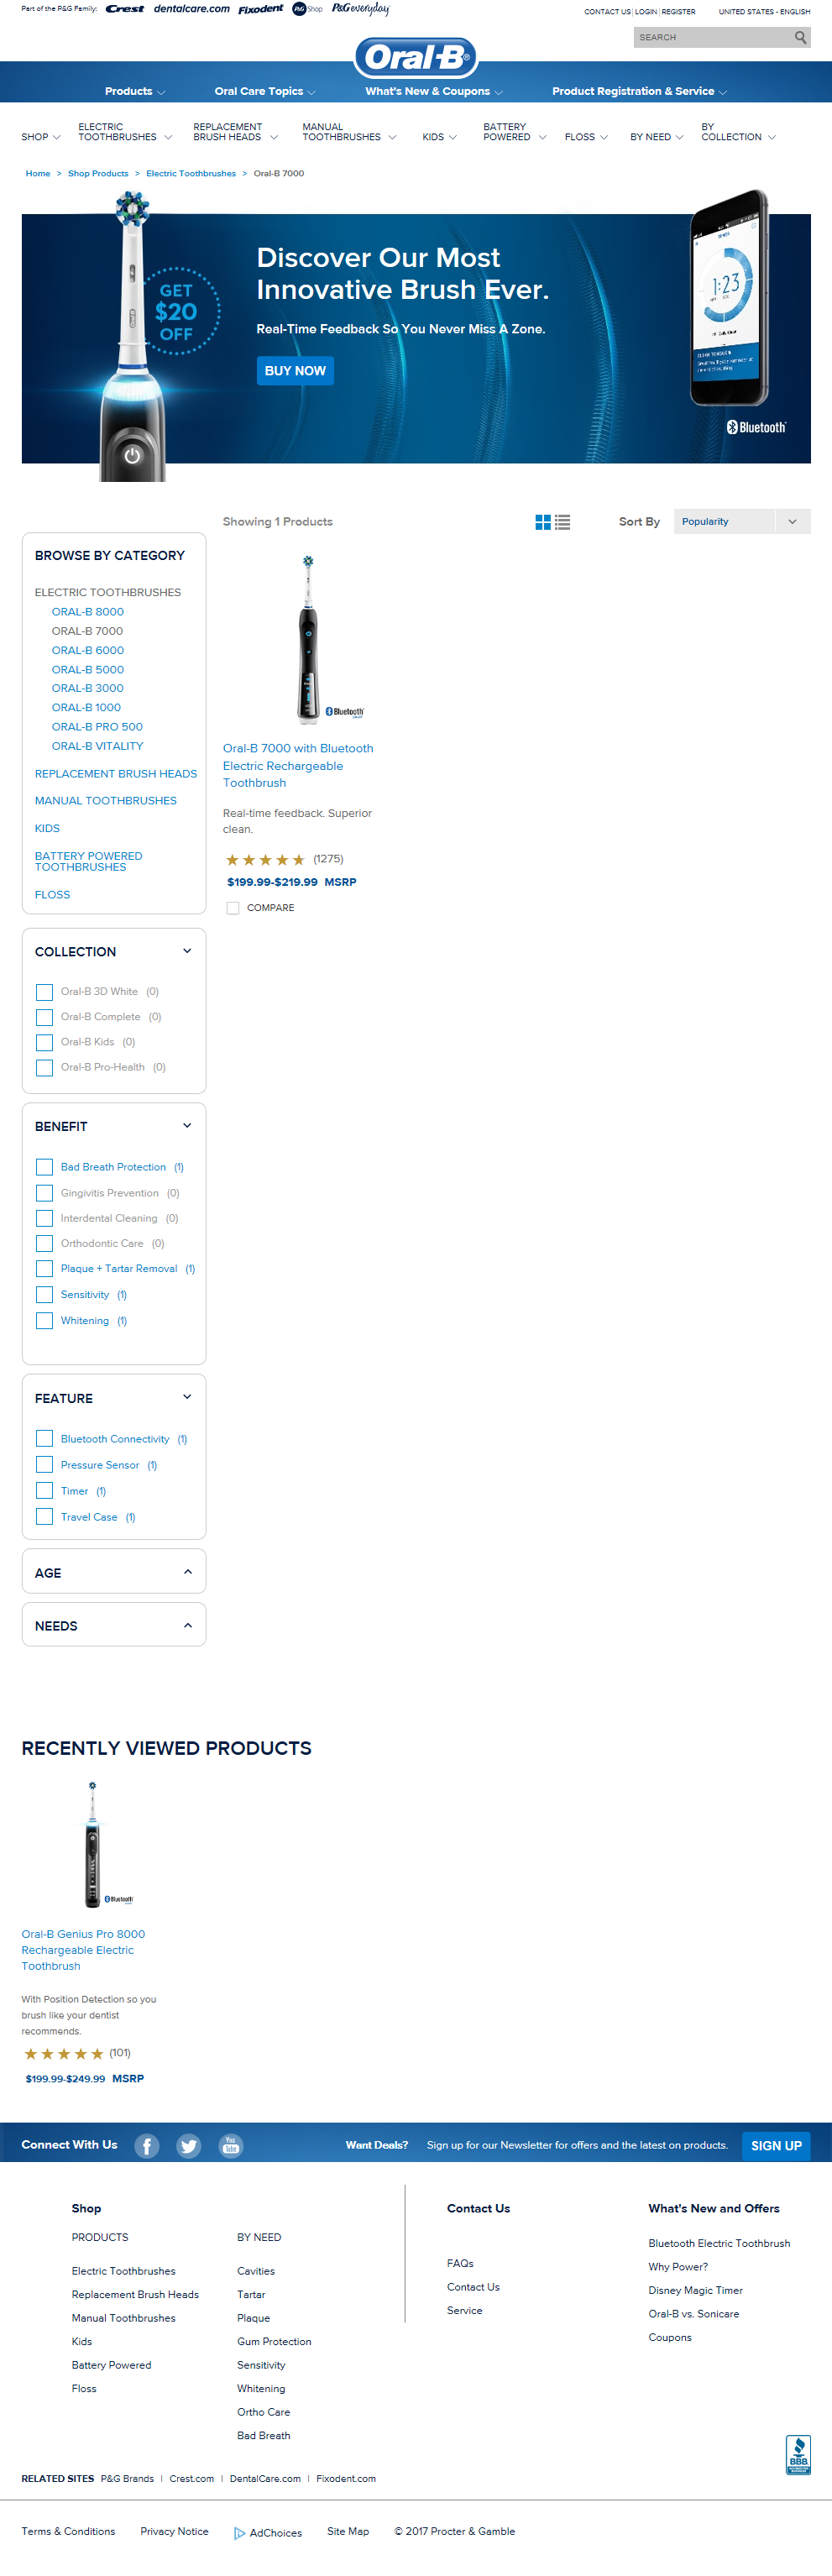 Part of the P&G Family: Crest dentalcare.com Fixodent P&G Shop P&G everyday
CONTACT US LOGIN REGISTER UNITED STATES - ENGLISH
SEARCH
Oral-B®
Products Oral Care Topics What's New & Coupons Product Registration & Service
SHOP ELECTRIC TOOTHBRUSHES REPLACEMENT BRUSH HEADS MANUAL TOOTHBRUSHES KIDS BATTERY POWERED FLOSS BY NEED BY COLLECTION
Home > Shop Products > Electric Toothbrushes > Oral-B 7000
Discover Our Most
Innovative Brush Ever.
GET
$20
OFF
Real-Time Feedback So You Never Miss A Zone.
BUY NOW
1:23
Bluetooth
Showing 1 Products
Sort By Popularity
BROWSE BY CATEGORY
ELECTRIC TOOTHBRUSHES
ORAL-B 8000
ORAL-B 7000
ORAL-B 6000
ORAL-B 5000
ORAL-B 3000
ORAL-B 1000
ORAL-B PRO 500
ORAL-B VITALITY
REPLACEMENT BRUSH HEADS
MANUAL TOOTHBRUSHES
KIDS
BATTERY POWERED
TOOTHBRUSHES
FLOSS
Bluetooo
Oral-B 7000 with Bluetooth
Electric Rechargeable
Toothbrush
Real-time feedback. Superior
clean.
(1275)
$199.99-$219.99 MSRP
COMPARE
COLLECTION
Oral-B 3D White (0)
Oral-B Complete (0)
Oral-B Kids (0)
Oral-B Pro-Health (0)
BENEFIT
Bad Breath Protection (1)
Gingivitis Prevention (0)
Interdental Cleaning (0)
Orthodontic Care (0)
Plaque + Tartar Removal (1)
Sensitivity (1)
Whitening (1)
FEATURE
Bluetooth Connectivity (1)
Pressure Sensor (1)
Timer (1)
Travel Case (1)
AGE
NEEDS
RECENTLY VIEWED PRODUCTS
Bluetooth
Oral-B Genius Pro 8000
Rechargeable Electric
Toothbrush
With Position Detection so you
brush like your dentist
recommends.
(101)
$199.99-$249.99 MSRP
Connect With Us You Tube Want Deals? Sign up for our Newsletter for offers and the latest on products. SIGN UP
Shop
PRODUCTS
Electric Toothbrushes
Replacement Brush Heads
Manual Toothbrushes
Kids
Battery Powered
Floss
BY NEED
Cavities
Tartar
Plaque
Gum Protection
Sensitivity
Whitening
Ortho Care
Bad Breath
Contact Us
FAQs
Contact Us
Service
What's New and Offers
Bluetooth Electric Toothbrush
Why Power?
Disney Magic Timer
Oral-B vs. Sonicare
Coupons
BBB
RELATED SITES P&G Brands | Crest.com | DentalCare.com | Fixodent.com
Terms & Conditions Privacy Notice AdChoices Site Map © 2017 Procter & Gamble